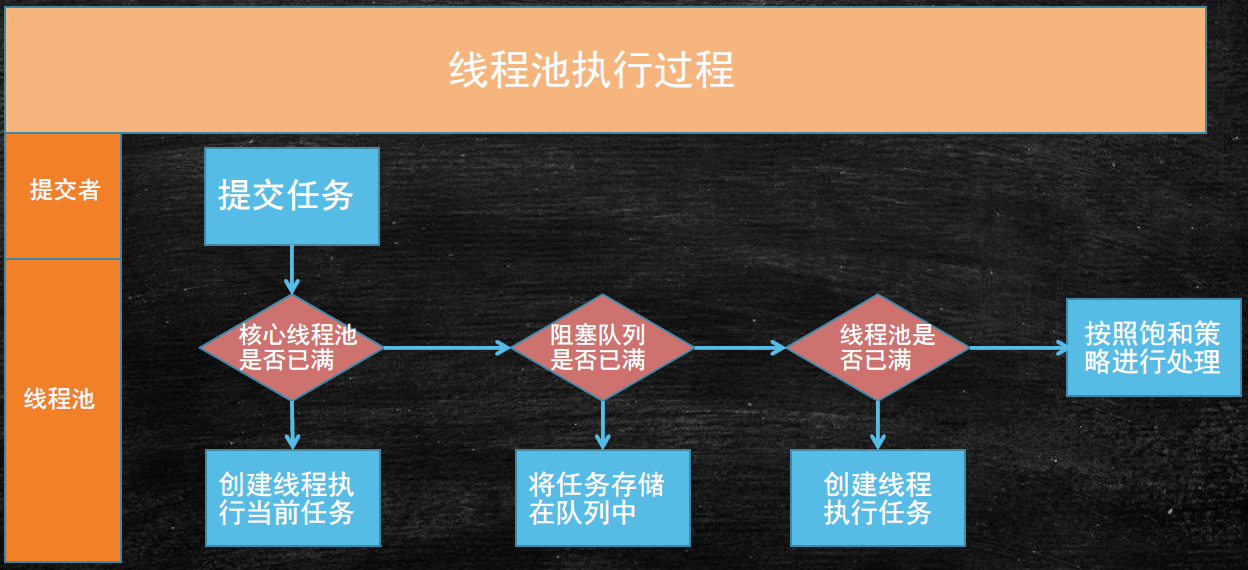 线程池执行过程
提交者
提交任务
线程池
核心线程池
是否已满
阻塞队列
是否已满
线程池是
否已满
按照饱和策
略进行处理
创建线程执
行当前任务
将任务存储
在队列中
创建线程
执行任务